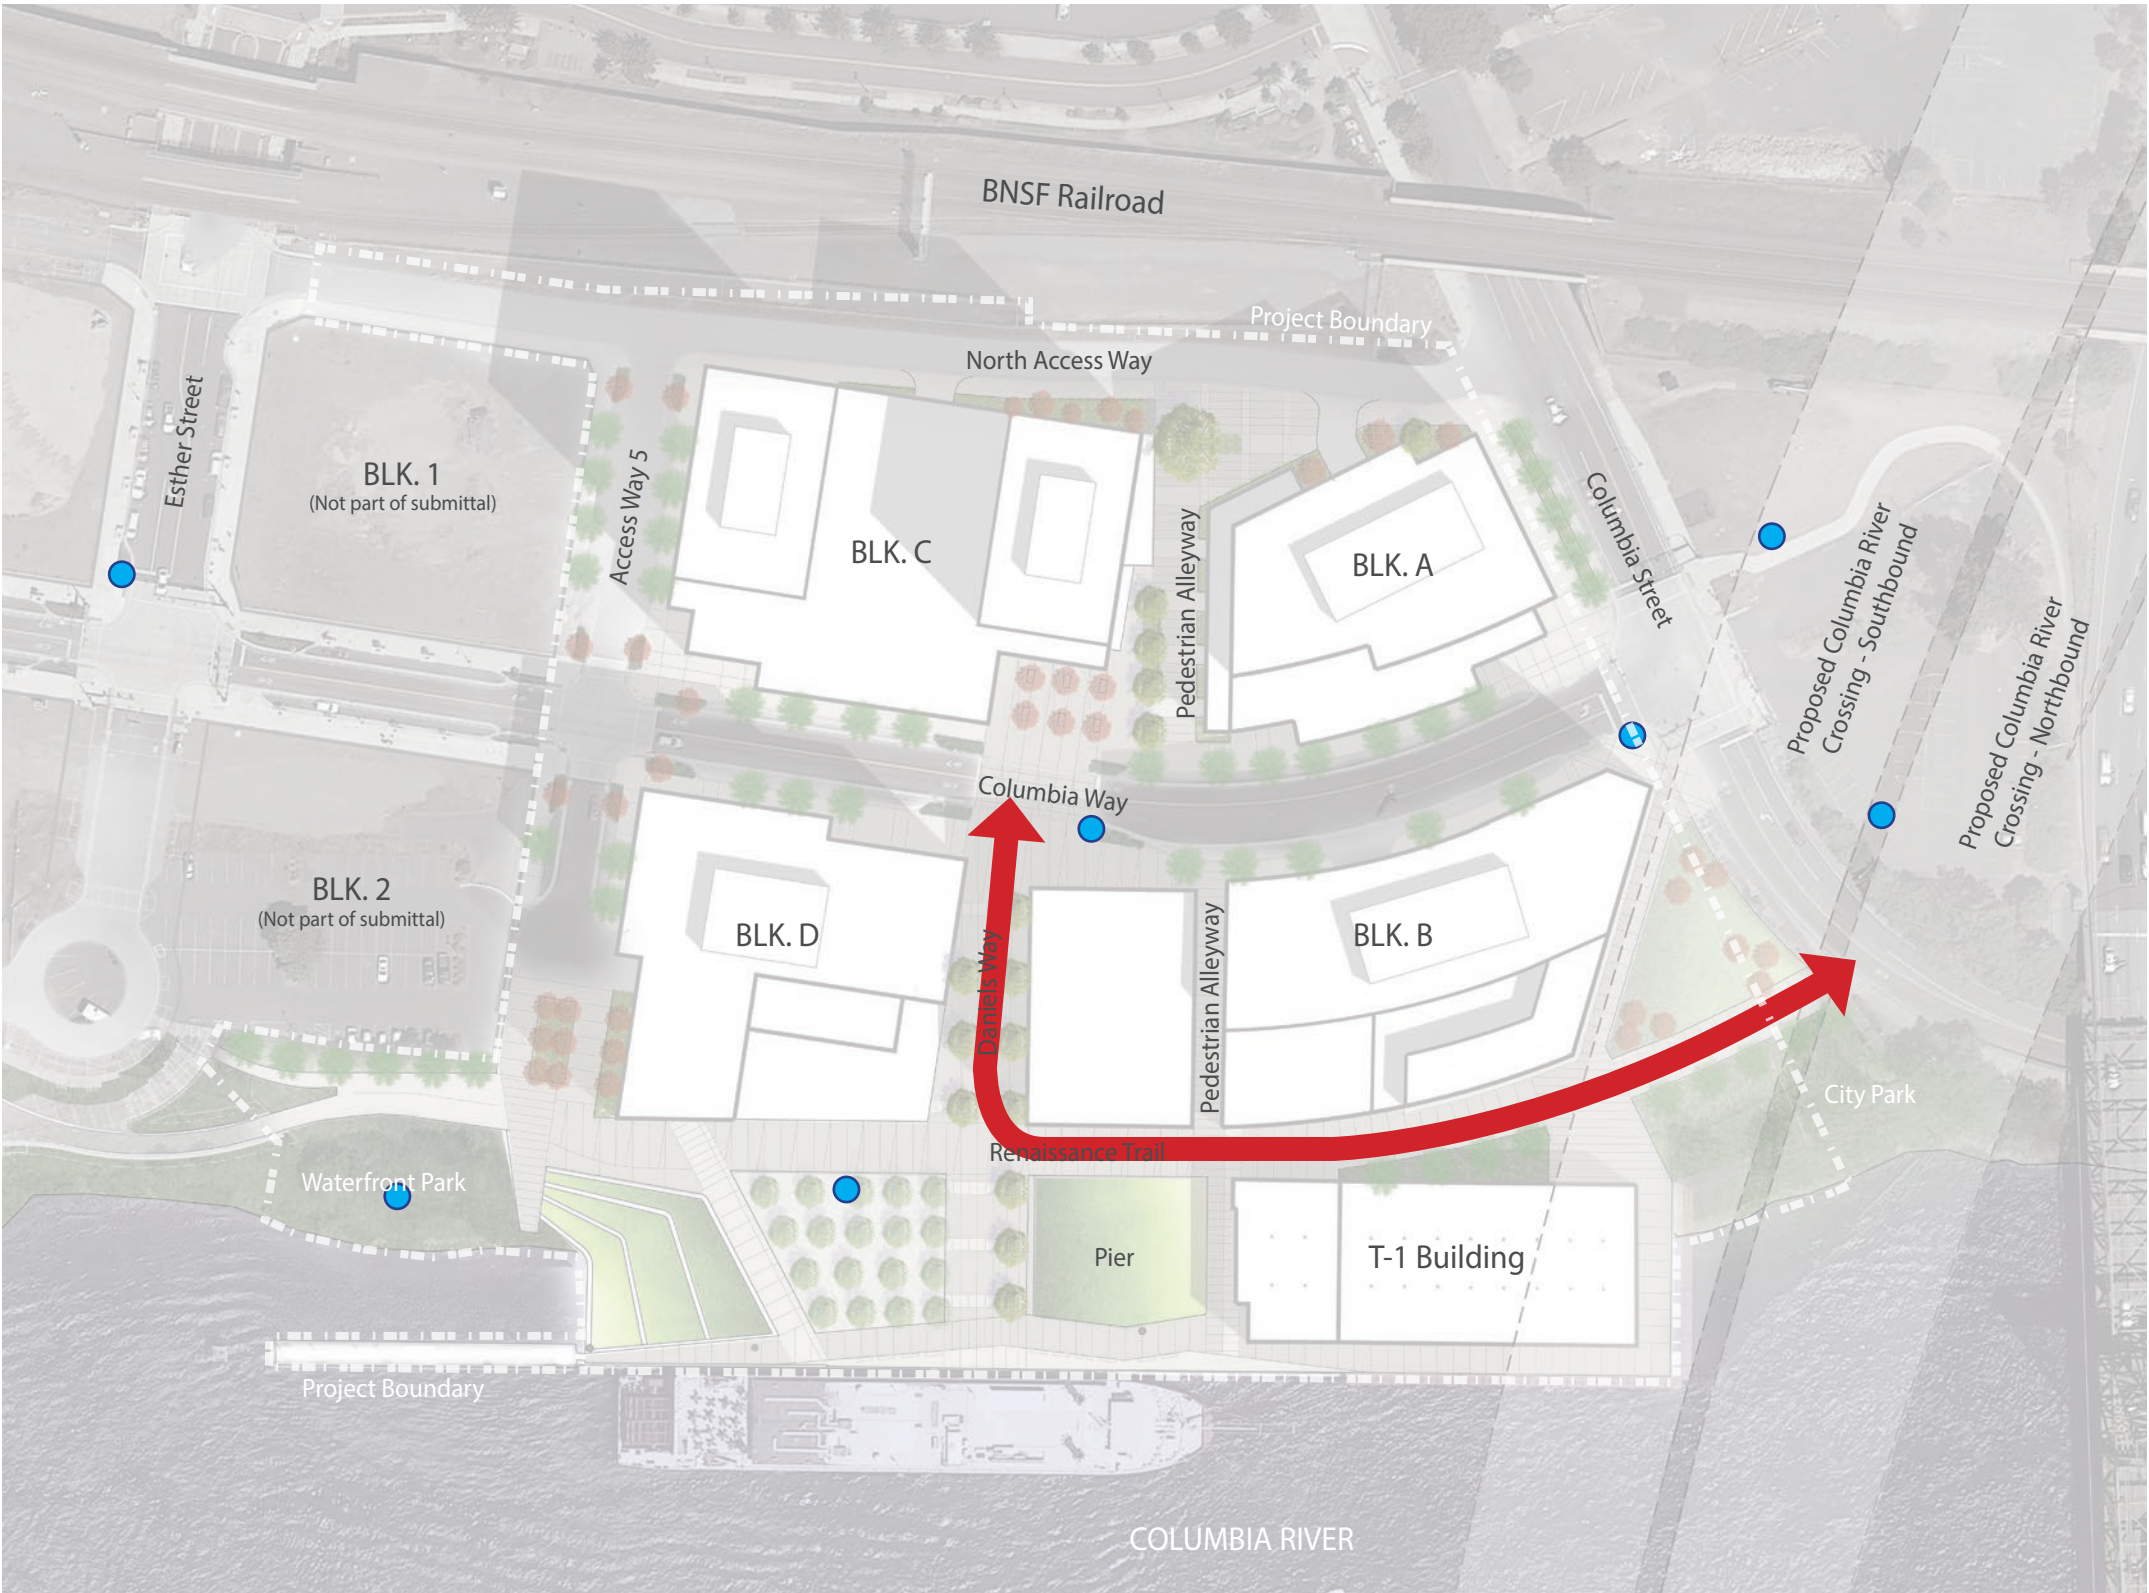 BNSF Railroad
Project Boundary
North Access Way
Esther Street
BLK. 1
(Not part of submittal)
Access Way 5
BLK. C
Pedestrian Alleyway
BLK. A
Columbia Street
Proposed Columbia River
Crossing - Southbound
Proposed Columbia River
Crossing - Northbound
Columbia Way
BLK. 2
(Not part of submittal)
BLK. D
Daniels Way
Pedestrian Alleyway
BLK. B
City Park
Renaissance Trail
Waterfront Park
Pier
T-1 Building
Project Boundary
COLUMBIA RIVER